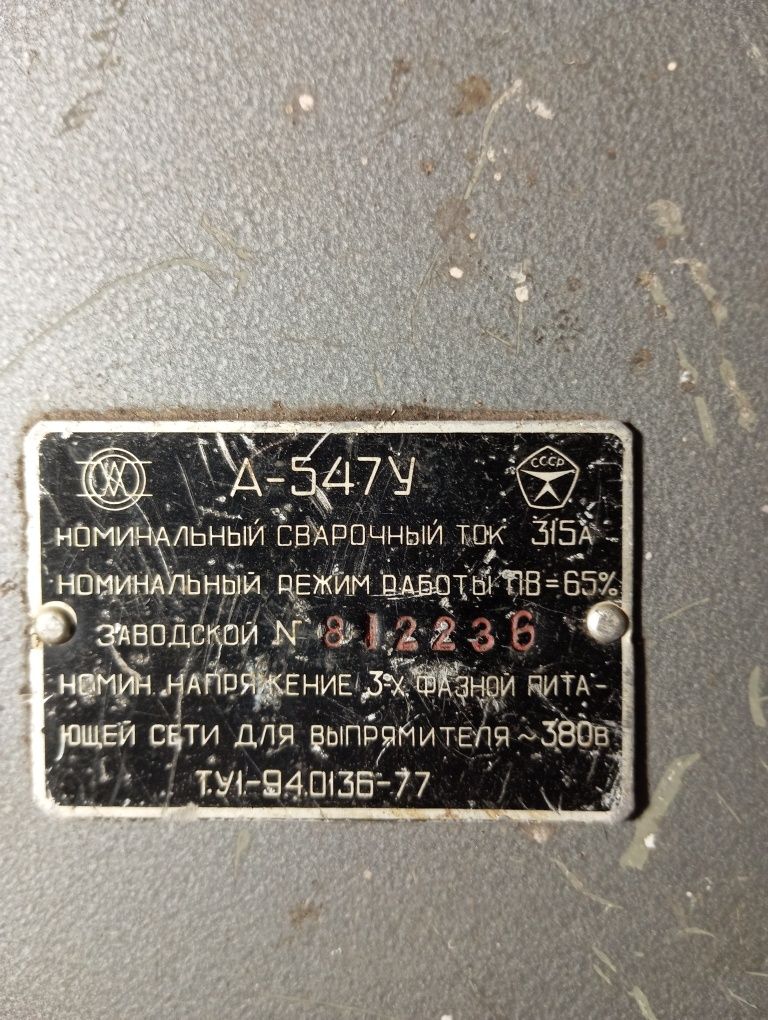 А-547У
СССР
НОМИНАЛЬНЫЙ СВАРОЧНЫЙ ТОК 315А
НОМИНАЛЬНЫЙ РЕЖИМ РАБОТЫ ПВ=65%
ЗАВОДСКОЙ N 812236
НОМИН. НАПРЯЖЕНИЕ 3-Х ФАЗНОЙ ПИТА-
ЮЩЕЙ СЕТИ ДЛЯ ВЫПРЯМИТЕЛЯ ~380В
ТУ1-94.0136-77